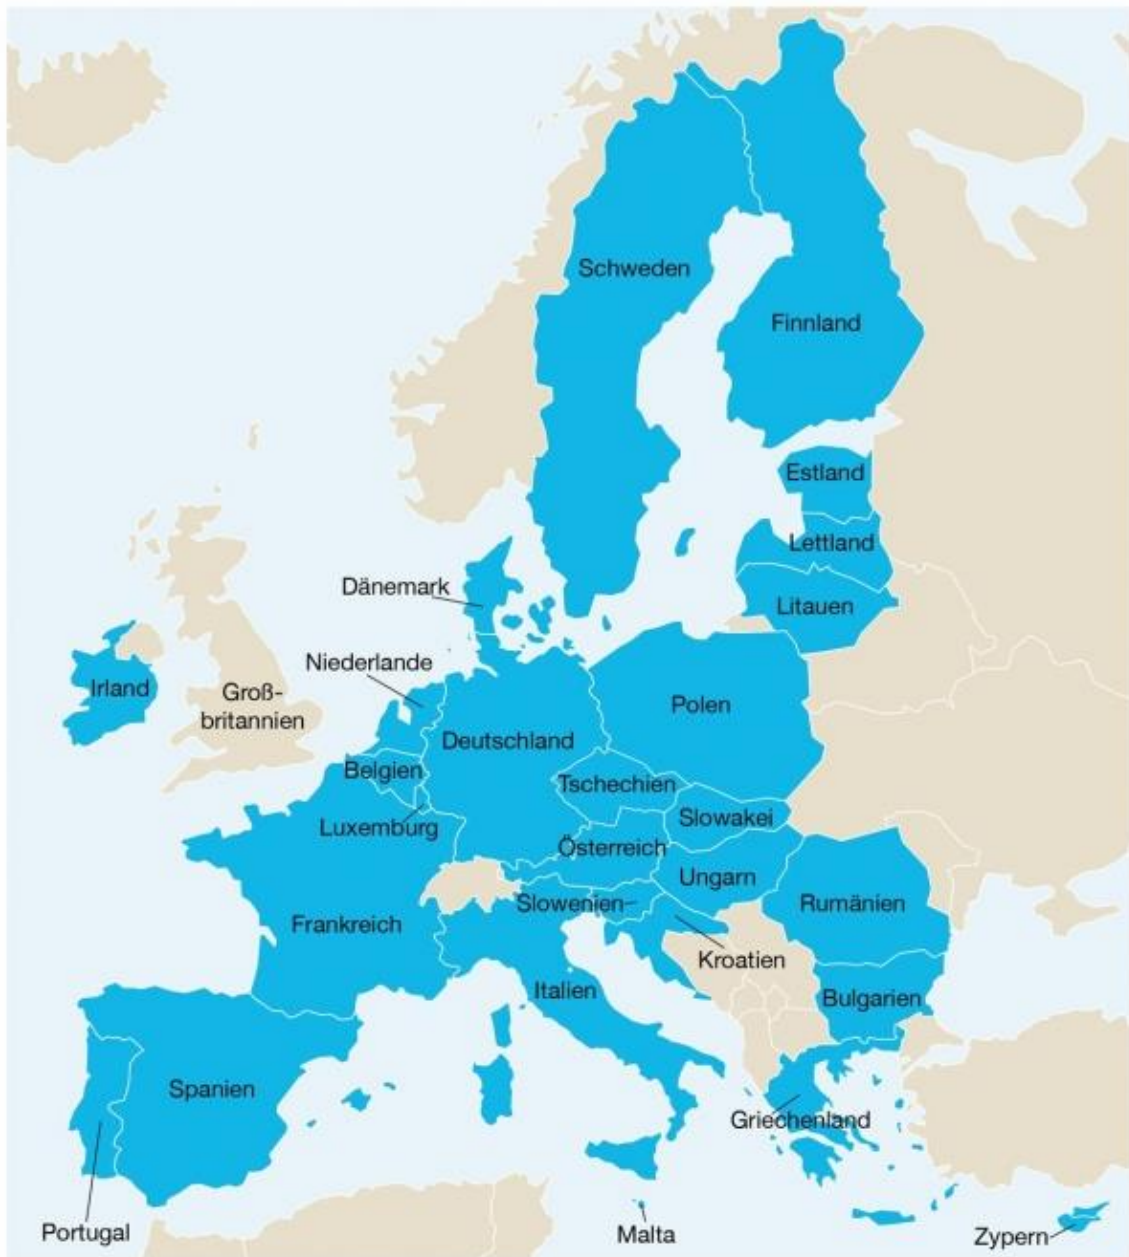 Schweden
Finnland
Estland
Lettland
Dänemark
Litauen
Niederlande
Irland
Groß-
britannien
Polen
Deutschland
Belgien
Tschechien
Luxemburg
Slowakei
Österreich
Ungarn
Slowenien
Rumänien
Frankreich
Kroatien
Italien
Bulgarien
Spanien
Griechenland
Portugal
Malta
Zypern